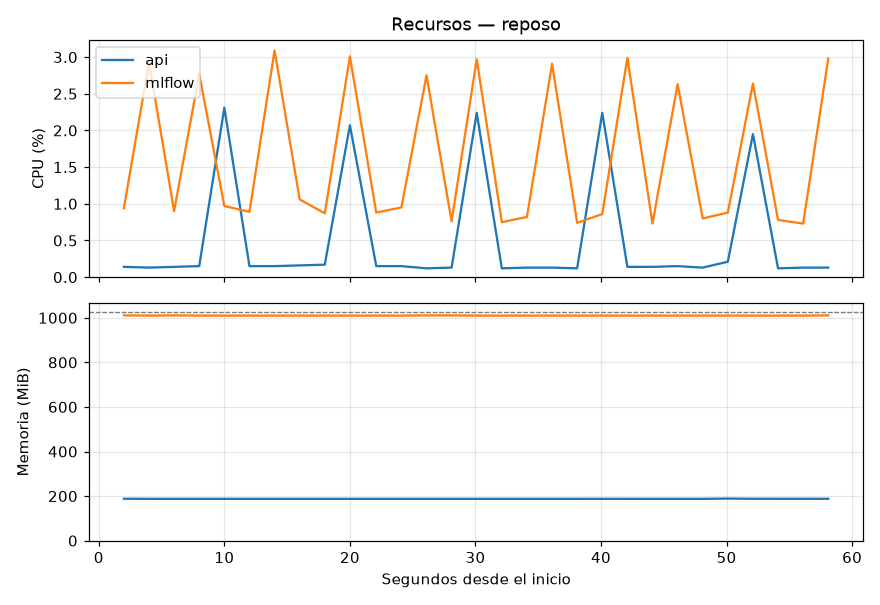 Recursos — reposo
api
mlflow
CPU (%)
3.0
2.5
2.0
1.5
1.0
0.5
0.0
Memoria (MiB)
1000
800
600
400
200
0
0 10 20 30 40 50 60
Segundos desde el inicio